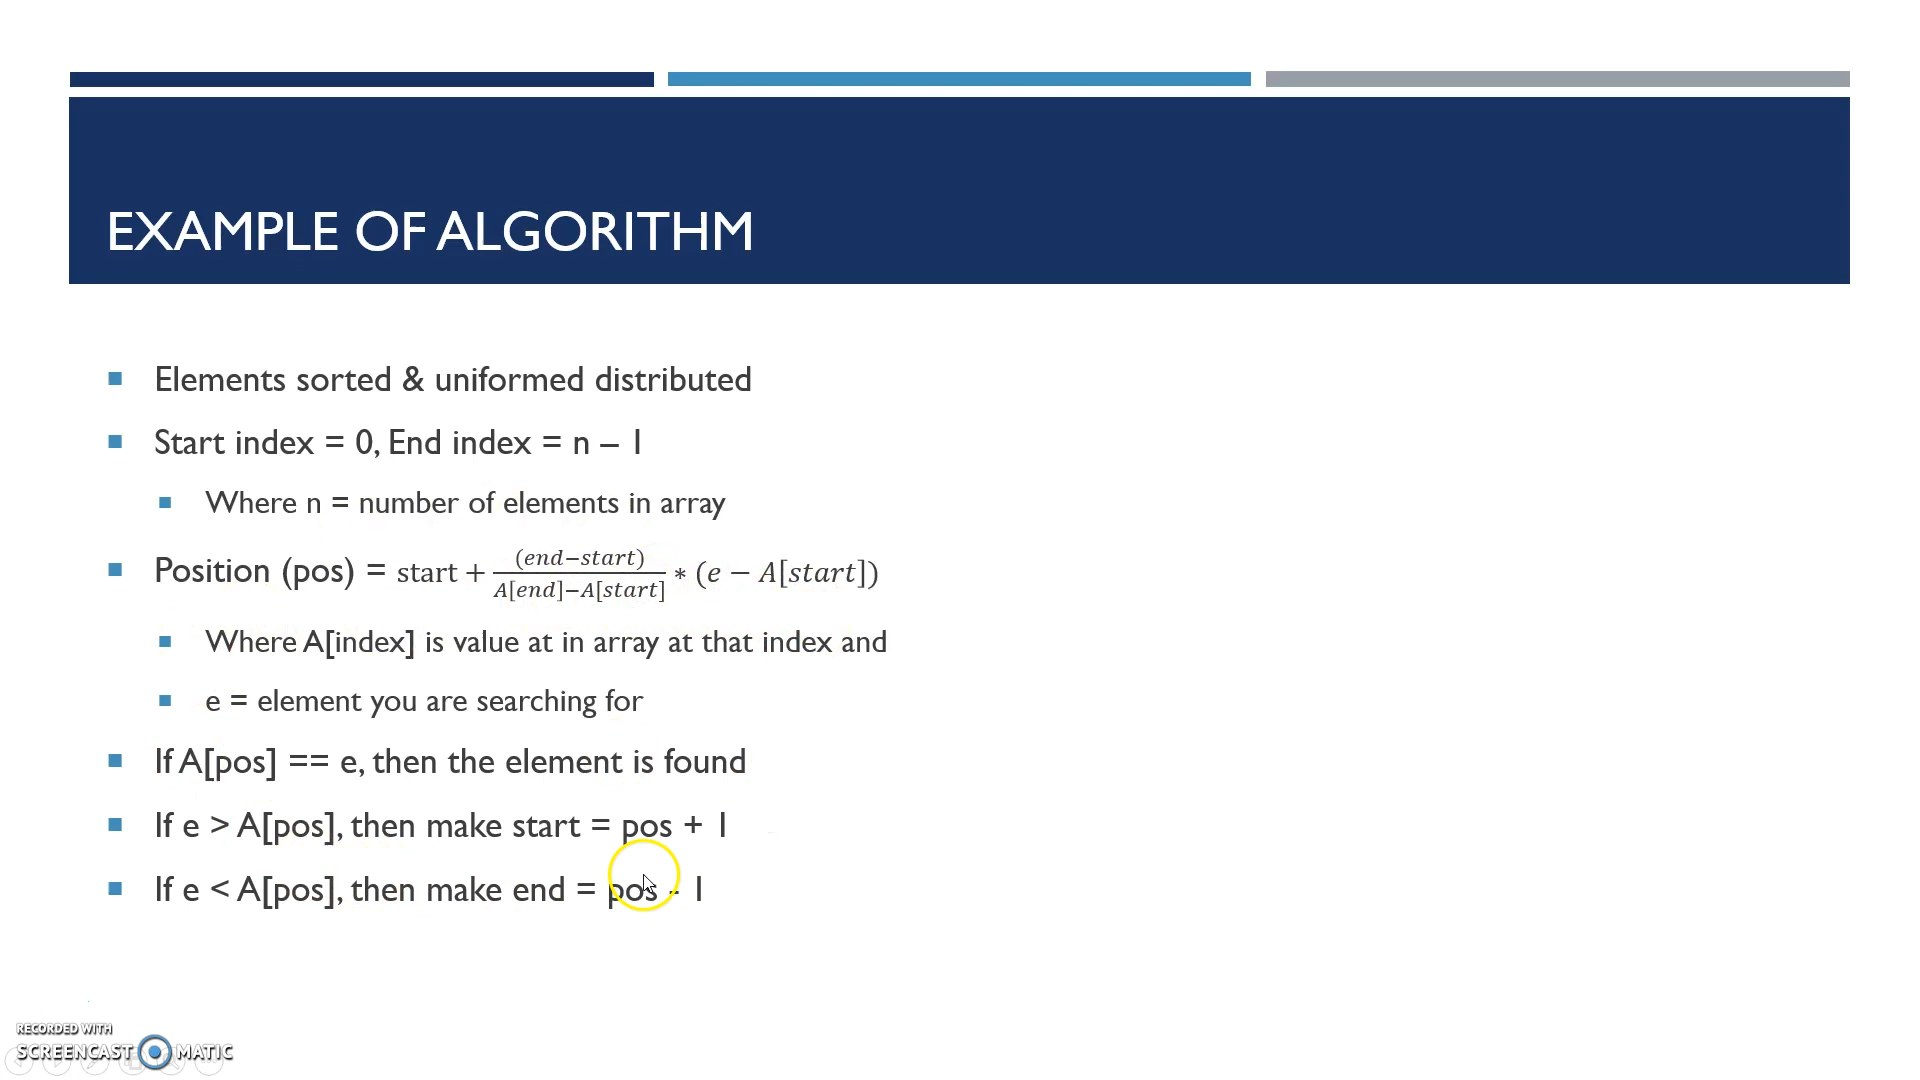 EXAMPLE OF ALGORITHM
Elements sorted & uniformed distributed
Start index = 0, End index = n – 1
Where n = number of elements in array
Position (pos) = start + (end−start) / A[end]−A[start] ∗ (e − A[start])
Where A[index] is value at in array at that index and
e = element you are searching for
If A[pos] == e, then the element is found
If e > A[pos], then make start = pos + 1
If e < A[pos], then make end = pos - 1
RECORDED WITH
SCREENCAST MATIC